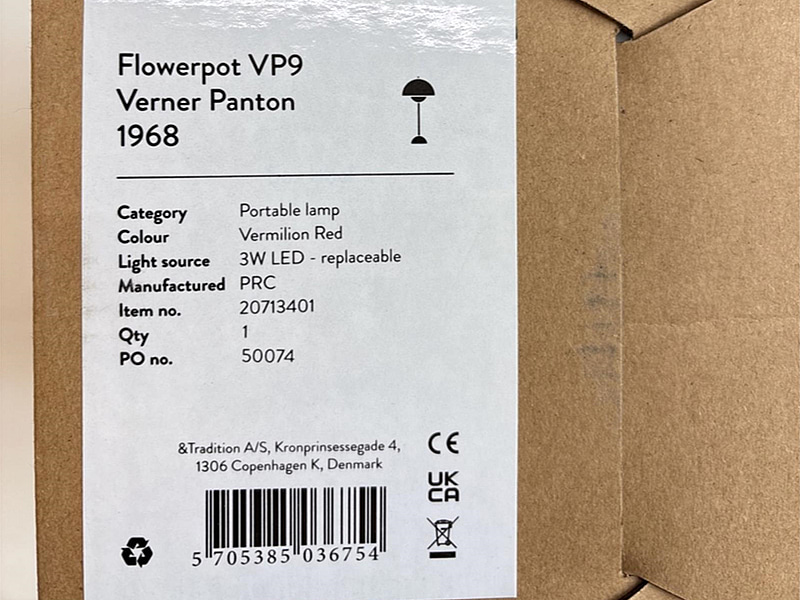 Flowerpot VP9
Verner Panton
1968
Category Portable lamp
Colour Vermilion Red
Light source 3W LED - replaceable
Manufactured PRC
Item no. 20713401
Qty 1
PO no. 50074
&Tradition A/S, Kronprinsessegade 4,
1306 Copenhagen K, Denmark
CE
UK
CA
5 705385 036754